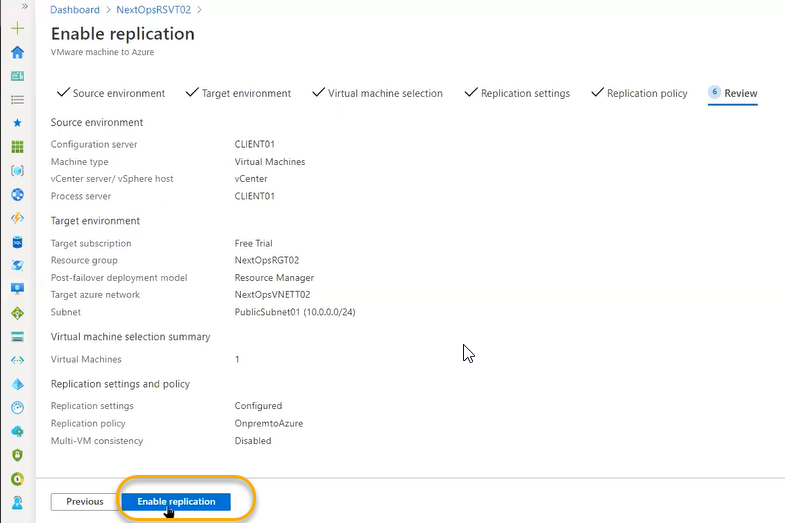 Dashboard > NextOpsRSVT02 >
Enable replication
VMware machine to Azure
Source environment Target environment Virtual machine selection Replication settings Replication policy 6 Review
Source environment
Configuration server CLIENT01
Machine type Virtual Machines
vCenter server/ vSphere host vCenter
Process server CLIENT01
Target environment
Target subscription Free Trial
Resource group NextOpsRGT02
Post-failover deployment model Resource Manager
Target azure network NextOpsVNETT02
Subnet PublicSubnet01 (10.0.0.0/24)
Virtual machine selection summary
Virtual Machines 1
Replication settings and policy
Replication settings Configured
Replication policy OnpremtoAzure
Multi-VM consistency Disabled
Previous Enable replication